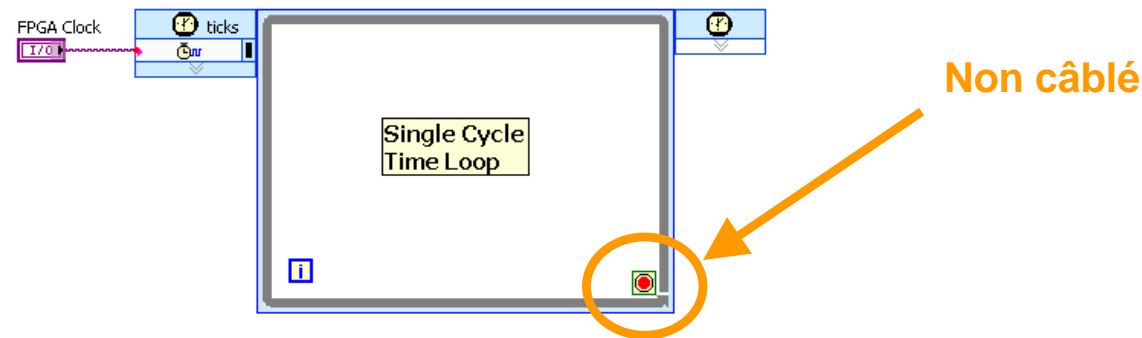 FPGA Clock
ticks
I/O
Non câblé
Single Cycle
Time Loop
i